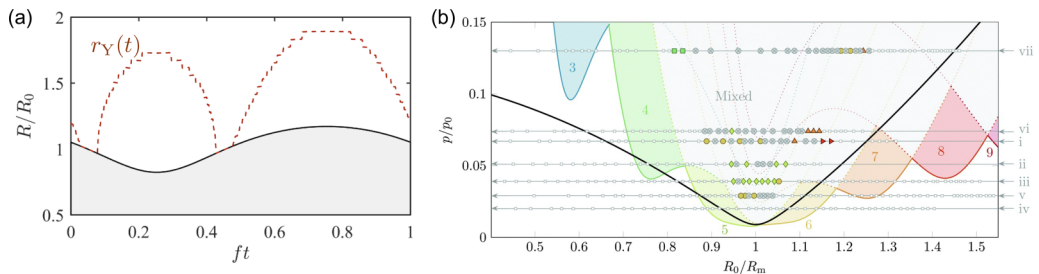 (a)
2
1.5
1
0.5
R/R₀
r_Y(t)
0
0.2
0.4
0.6
0.8
1
ft
(b)
0.15
0.1
0.05
0
p/p₀
3
4
5
6
7
8
9
Mixed
vii
vi
i
ii
iii
v
iv
0.5
0.6
0.7
0.8
0.9
1
1.1
1.2
1.3
1.4
1.5
R₀/R_m